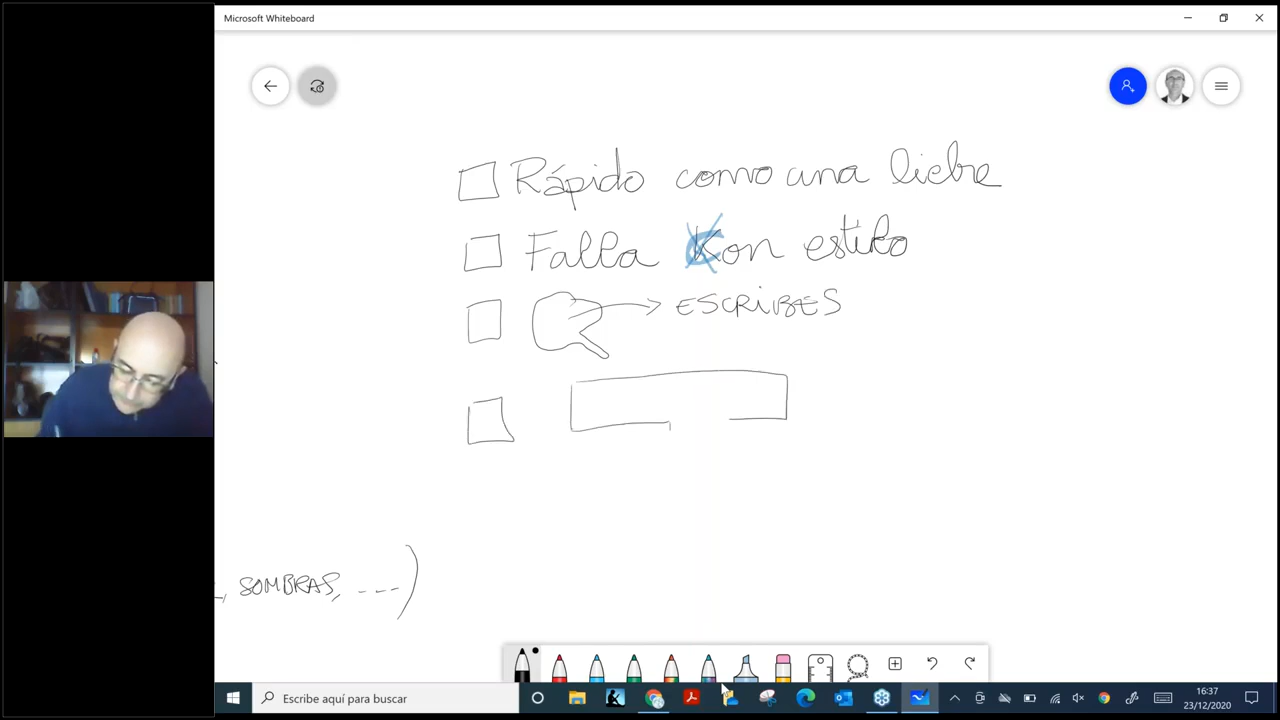 Microsoft Whiteboard
Rápido como una liebre
Falla Kon estilo
ESCRIBES
, SOMBRAS, ....)
Escribe aquí para buscar
16:37
23/12/2020